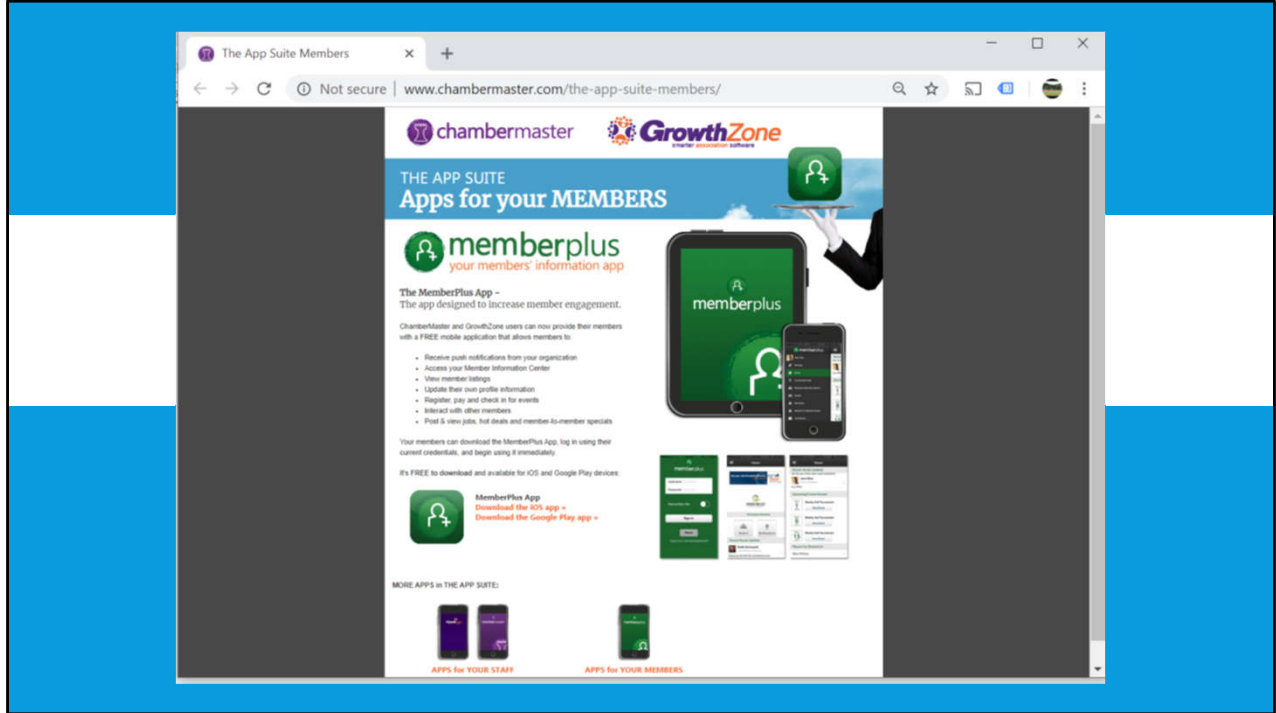 The App Suite Members
Not secure | www.chambermaster.com/the-app-suite-members/
chambermaster
GrowthZone
smarter association software
THE APP SUITE
Apps for your MEMBERS
memberplus
your members' information app
The MemberPlus App –
The app designed to increase member engagement.
ChamberMaster and GrowthZone users can now provide their members
with a FREE mobile application that allows members to:
• Receive push notifications from your organization
• Access your Member Information Center
• View member listings
• Update their own profile information
• Register, pay and check in for events
• Interact with other members
• Post & view jobs, hot deals and member-to-member specials
Your members can download the MemberPlus App, log in using their
current credentials, and begin using it immediately.
It's FREE to download and available for iOS and Google Play devices:
MemberPlus App
Download the iOS app »
Download the Google Play app »
memberplus
memberplus
memberplus
MORE APPS in THE APP SUITE:
APPS for YOUR STAFF
APPS for YOUR MEMBERS